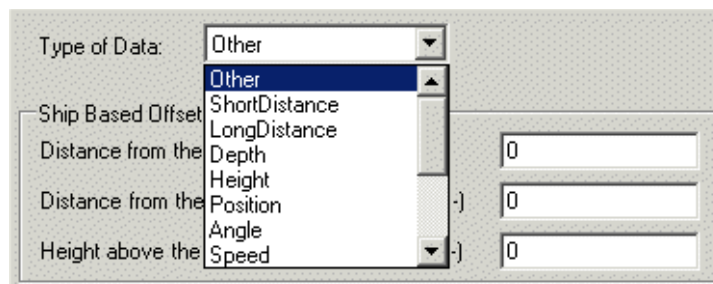 Type of Data: Other
Other
ShortDistance
Ship Based Offset
LongDistance
Distance from the Depth 0
Height
Distance from the Position -) 0
Angle
Height above the Speed -) 0